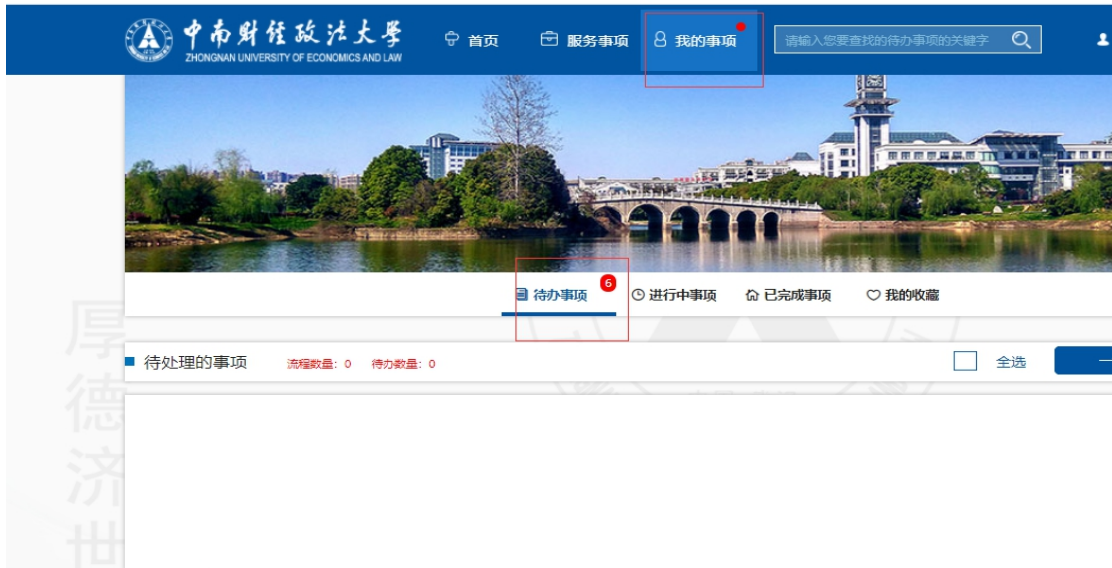 中南财经政法大学
ZHONGNAN UNIVERSITY OF ECONOMICS AND LAW
首页 服务事项 我的事项 请输入您要查找的待办事项的关键字
待办事项 6 进行中事项 已完成事项 我的收藏
待处理的事项 流程数量：0 待办数量：0 全选
厚
德
济
世